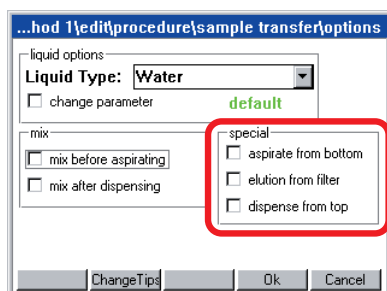 ...hod 1\edit\procedure\sample transfer\options
liquid options
Liquid Type: Water
change parameter default
mix
mix before aspirating
mix after dispensing
special
aspirate from bottom
elution from filter
dispense from top
ChangeTips Ok Cancel